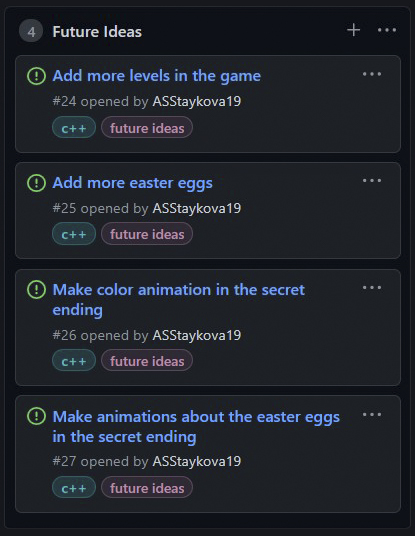 4 Future Ideas
Add more levels in the game
#24 opened by ASStaykova19
c++ future ideas
Add more easter eggs
#25 opened by ASStaykova19
c++ future ideas
Make color animation in the secret
ending
#26 opened by ASStaykova19
c++ future ideas
Make animations about the easter eggs
in the secret ending
#27 opened by ASStaykova19
c++ future ideas